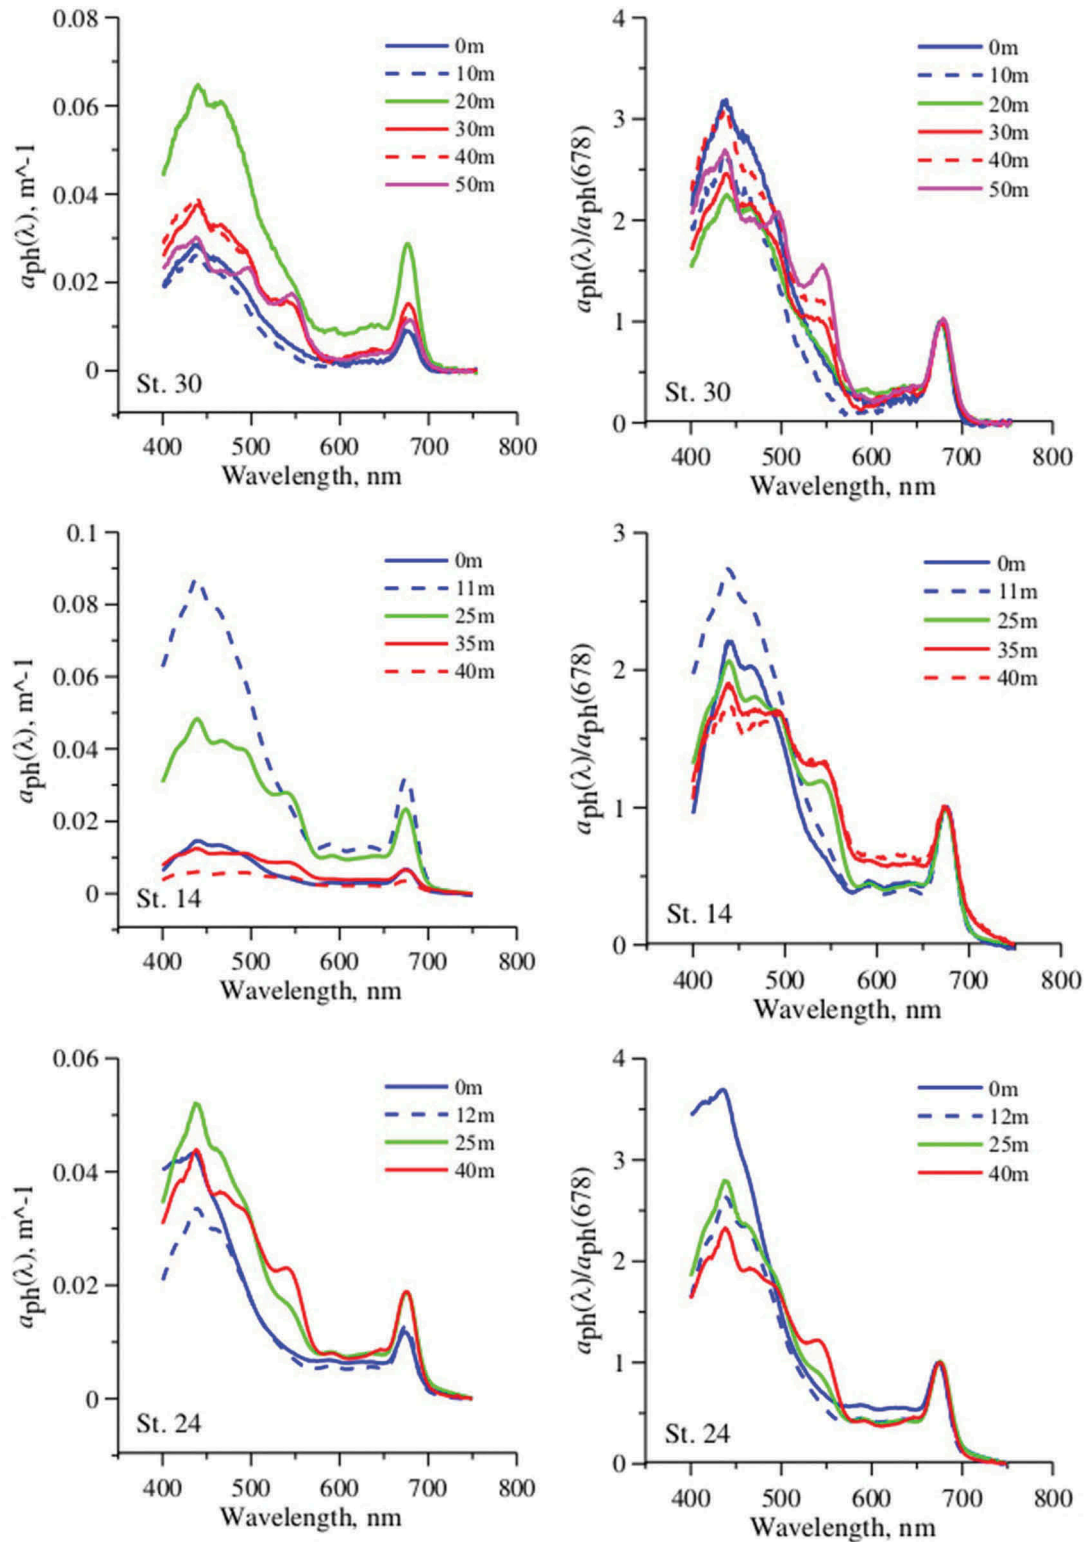 0.08
0.06
0.04
0.02
0
aph(λ), m^-1
0m
10m
20m
30m
40m
50m
St. 30
400 500 600 700 800
Wavelength, nm
4
3
2
1
0
aph(λ)/aph(678)
0m
10m
20m
30m
40m
50m
St. 30
400 500 600 700 800
Wavelength, nm
0.1
0.08
0.06
0.04
0.02
0
aph(λ), m^-1
0m
11m
25m
35m
40m
St. 14
400 500 600 700 800
Wavelength, nm
3
2
1
0
aph(λ)/aph(678)
0m
11m
25m
35m
40m
St. 14
400 500 600 700 800
Wavelength, nm
0.06
0.04
0.02
0
aph(λ), m^-1
0m
12m
25m
40m
St. 24
400 500 600 700 800
Wavelength, nm
4
3
2
1
0
aph(λ)/aph(678)
0m
12m
25m
40m
St. 24
400 500 600 700 800
Wavelength, nm